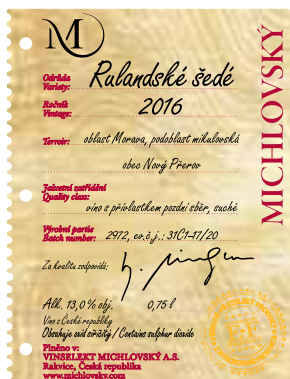 M
Odrůda
Variety: Rulandské šedé
Ročník
Vintage: 2016
Terroir: oblast Morava, podoblast mikulovská
obec Nový Přerov
Jakostní zatřídění
Quality class:
víno s přívlastkem pozdní sběr, suché
Výrobní partie
Batch number: 2972, ev.č.j.: 31C1-17/20
Za kvalitu zodpovídá:
Alk. 13,0% obj. 0,75 l
Víno z České republiky
Obsahuje oxid siřičitý / Contains sulphur dioxide
Plněno v:
VINSELEKT MICHLOVSKÝ A.S.
Rakvice, Česká republika
www.michlovsky.com
MICHLOVSKÝ